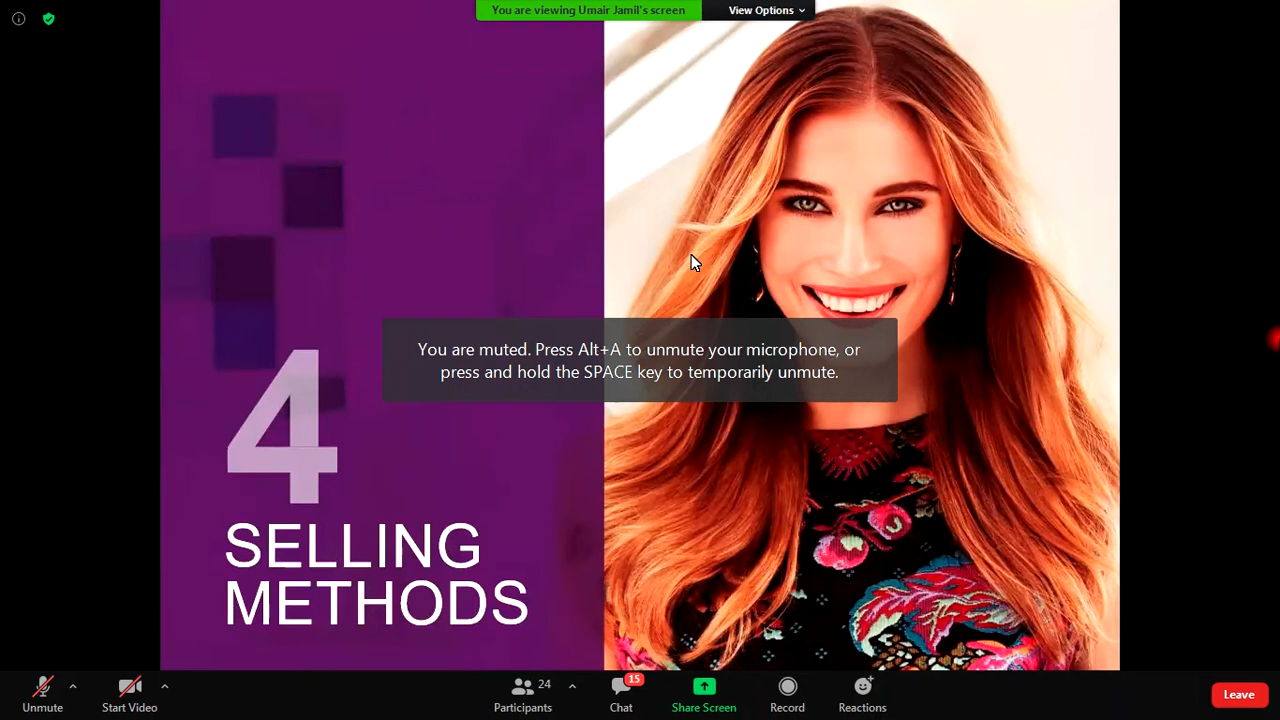 You are viewing Umair Jamil's screen
View Options
You are muted. Press Alt+A to unmute your microphone, or
press and hold the SPACE key to temporarily unmute.
4
SELLING
METHODS
Unmute
Start Video
24
Participants
15
Chat
Share Screen
Record
Reactions
Leave